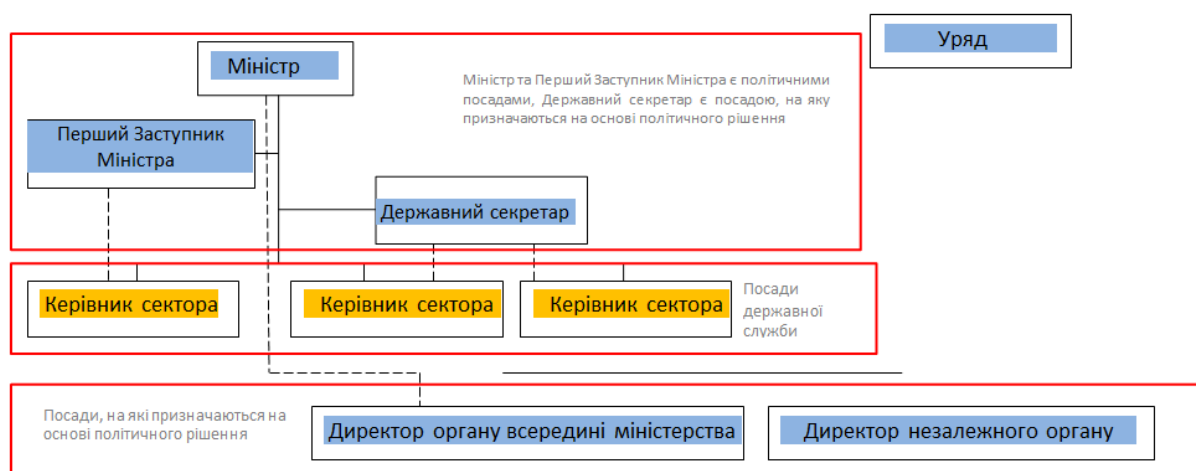 Уряд
Міністр
Міністр та Перший Заступник Міністра є політичними
посадами, Державний секретар є посадою, на яку
призначаються на основі політичного рішення
Перший Заступник
Міністра
Державний секретар
Керівник сектора
Керівник сектора
Керівник сектора
Посади
державної
служби
Посади, на які призначаються на
основі політичного рішення
Директор органу всередині міністерства
Директор незалежного органу